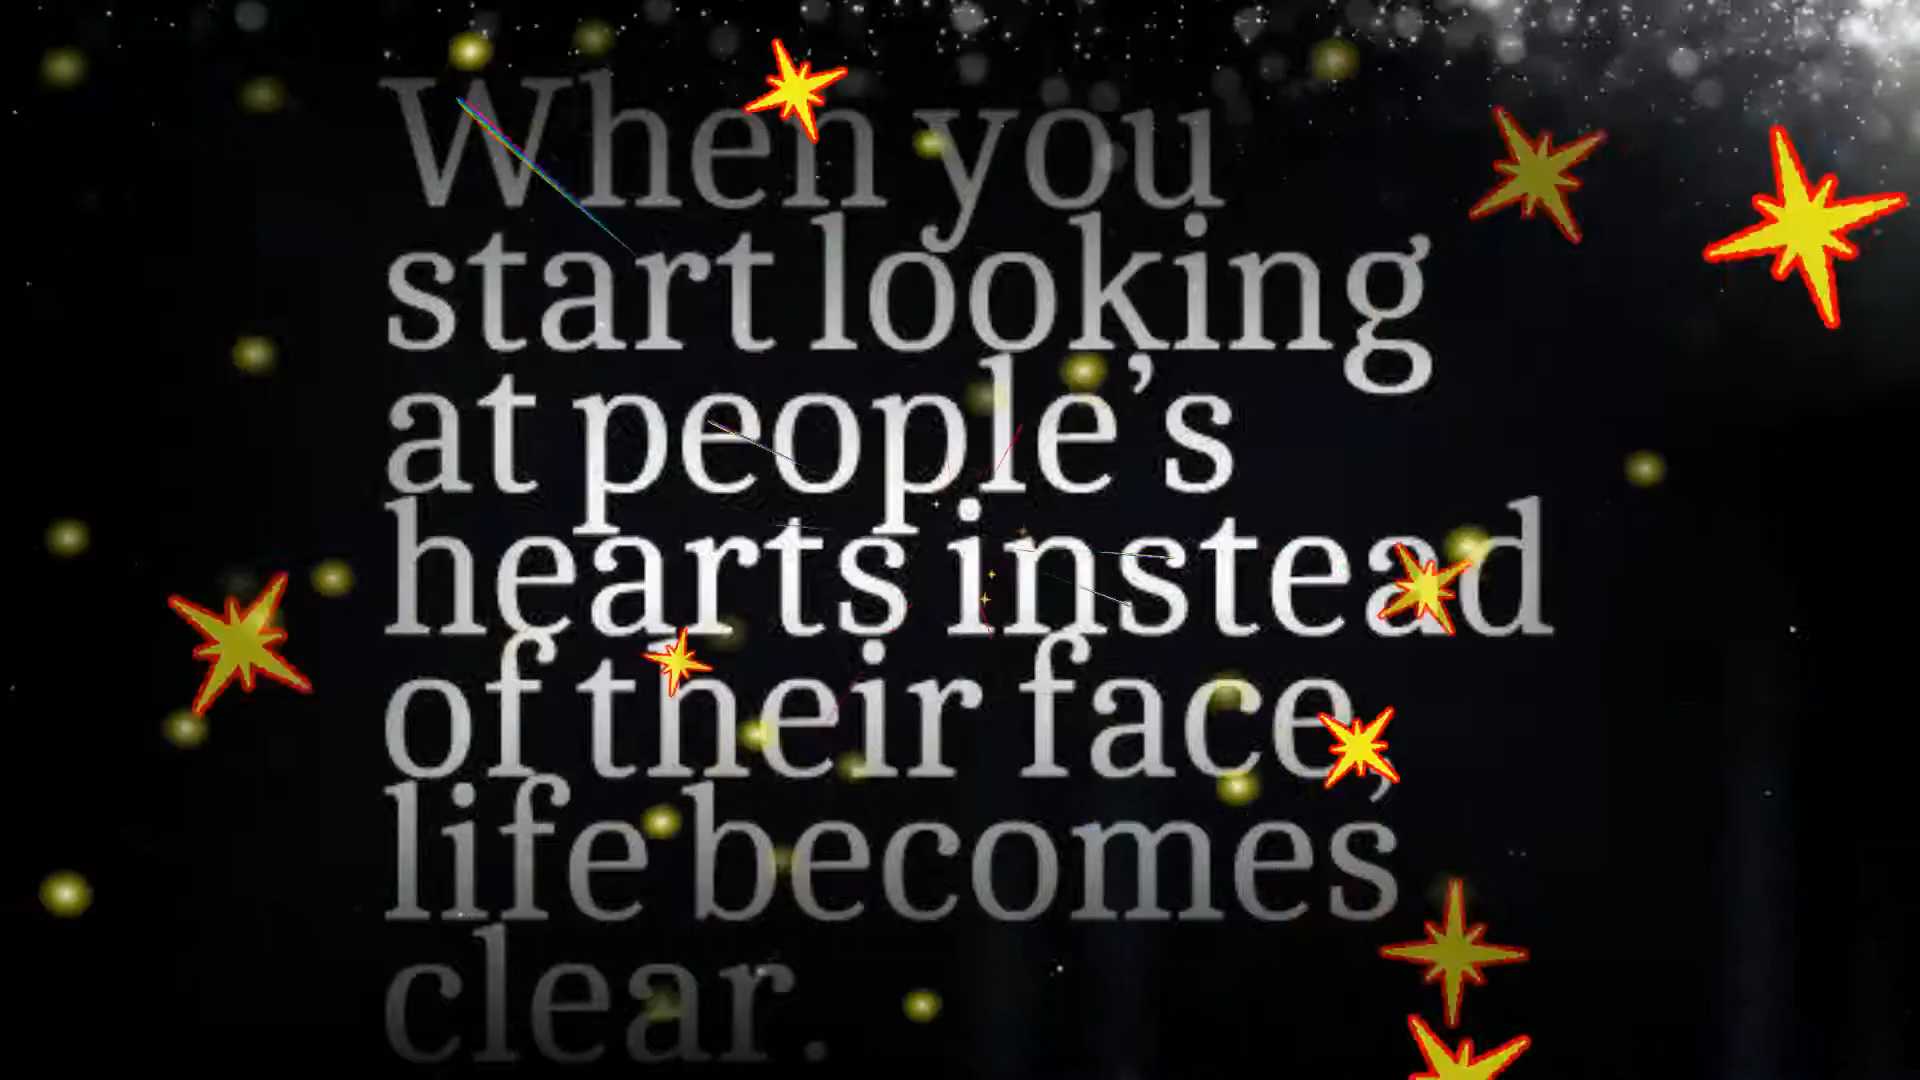 When you
start looking
at people’s
hearts instead
of their face,
life becomes
clear.